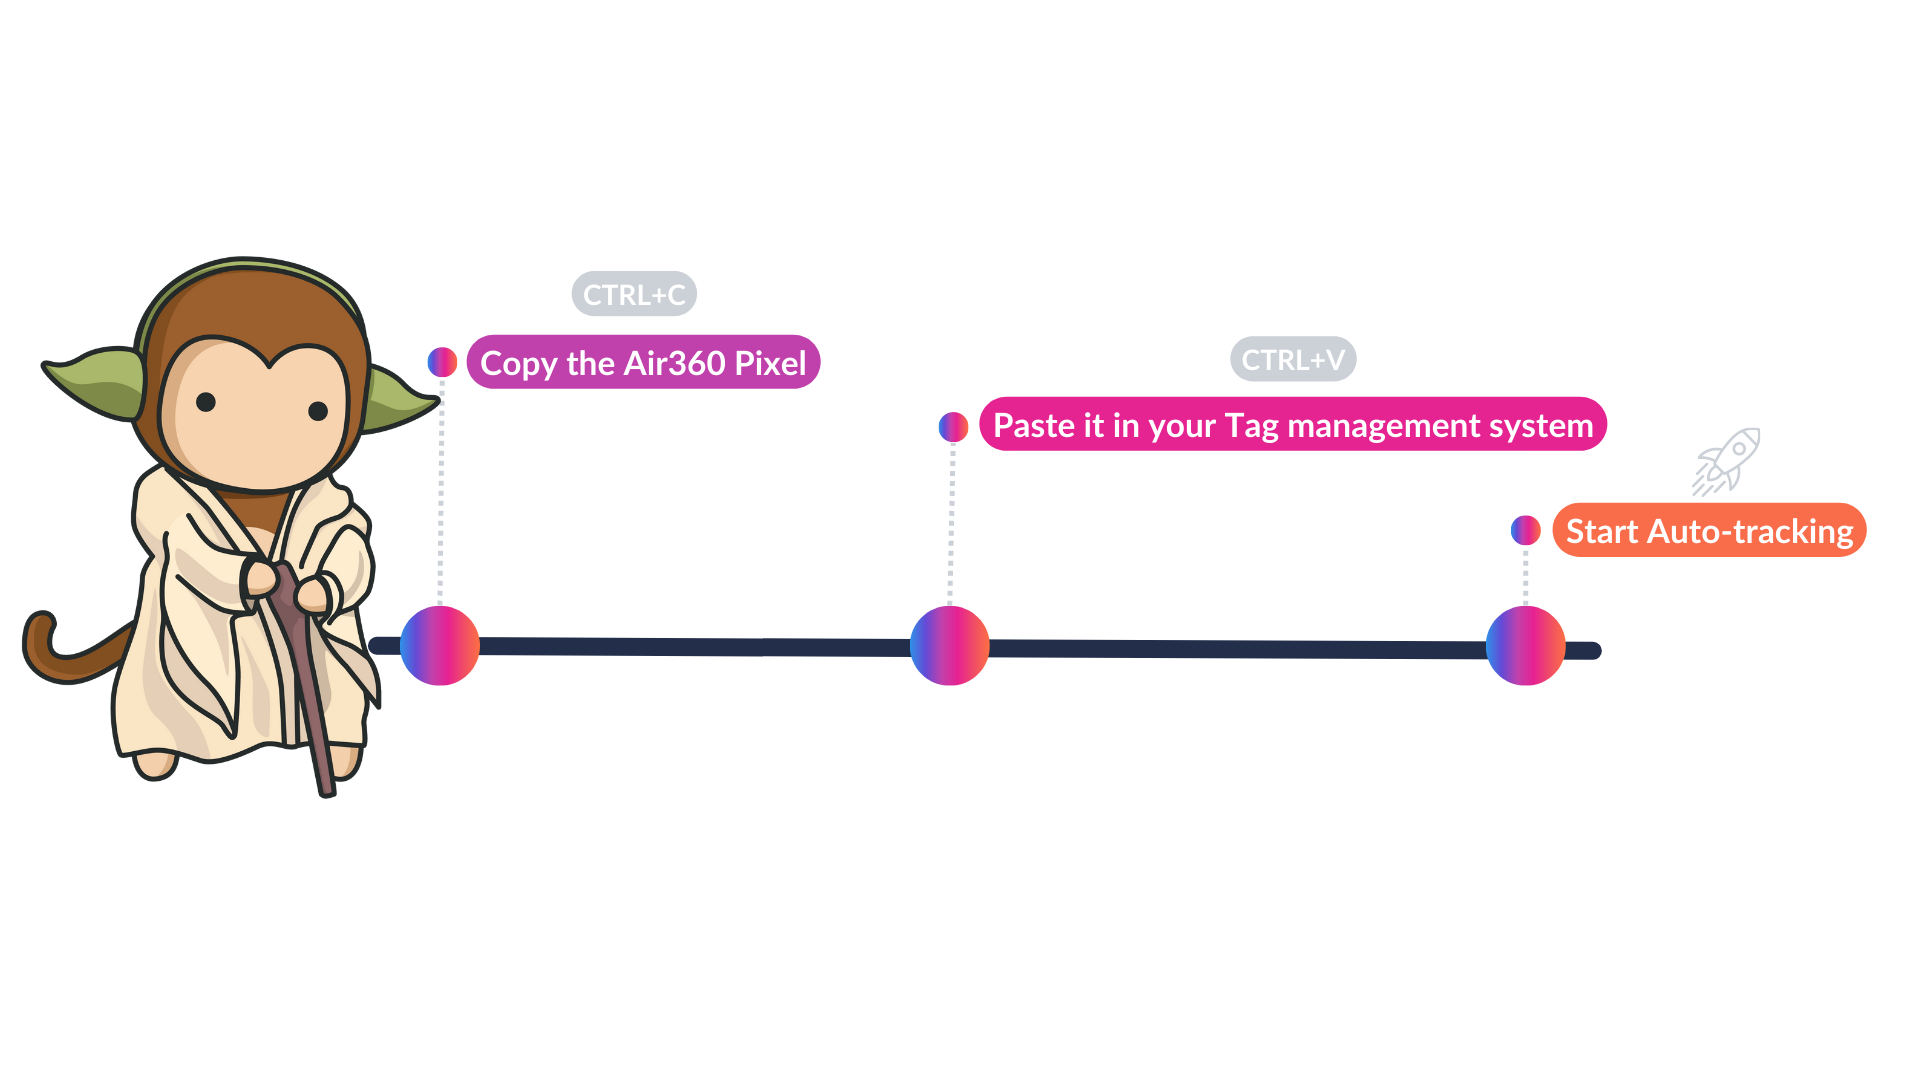 CTRL+C
Copy the Air360 Pixel
CTRL+V
Paste it in your Tag management system
Start Auto-tracking